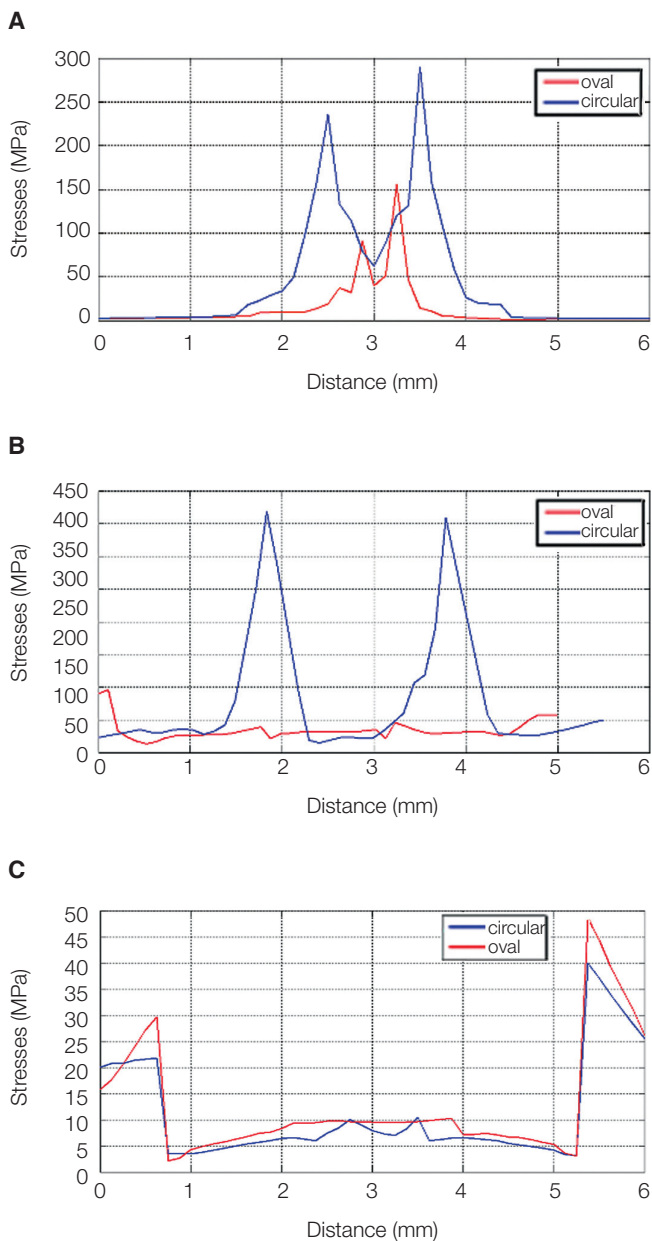 A
300
250
200
150
100
50
0
Stresses (MPa)
oval
circular
0 1 2 3 4 5 6
Distance (mm)
B
450
400
350
300
250
200
150
100
50
0
Stresses (MPa)
oval
circular
0 1 2 3 4 5 6
Distance (mm)
C
50
45
40
35
30
25
20
15
10
5
0
Stresses (MPa)
circular
oval
0 1 2 3 4 5 6
Distance (mm)